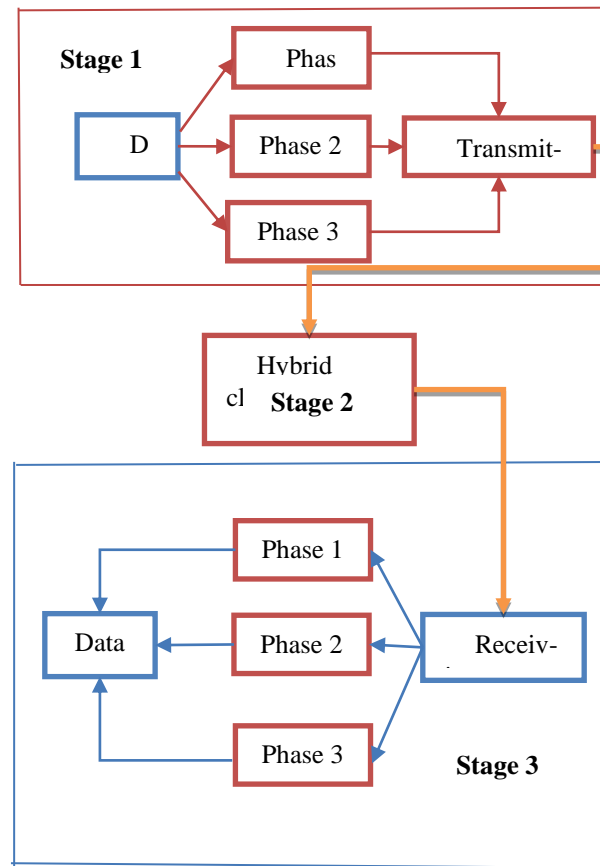 Stage 1
Phas
D
Phase 2
Transmit-
Phase 3
Hybrid
cl
Stage 2
Phase 1
Data
Phase 2
Receiv-
Phase 3
Stage 3